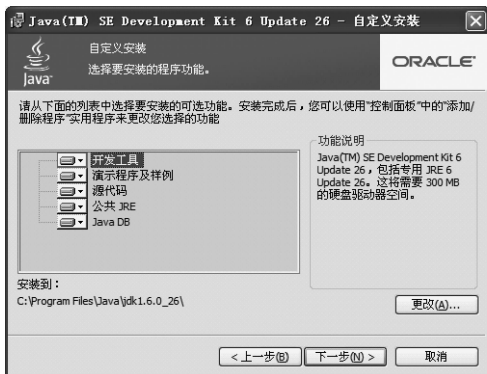 Java(TM) SE Development Kit 6 Update 26 - 自定义安装
Java
自定义安装
选择要安装的程序功能。
ORACLE
请从下面的列表中选择要安装的可选功能。安装完成后，您可以使用"控制面板"中的"添加/
删除程序"实用程序来更改您选择的功能
开发工具
演示程序及样例
源代码
公共 JRE
Java DB
功能说明
Java(TM) SE Development Kit 6
Update 26，包括专用 JRE 6
Update 26。这将需要 300 MB
的硬盘驱动器空间。
安装到：
C:\Program Files\Java\jdk1.6.0_26\
更改(A)...
< 上一步(B)
下一步(N) >
取消